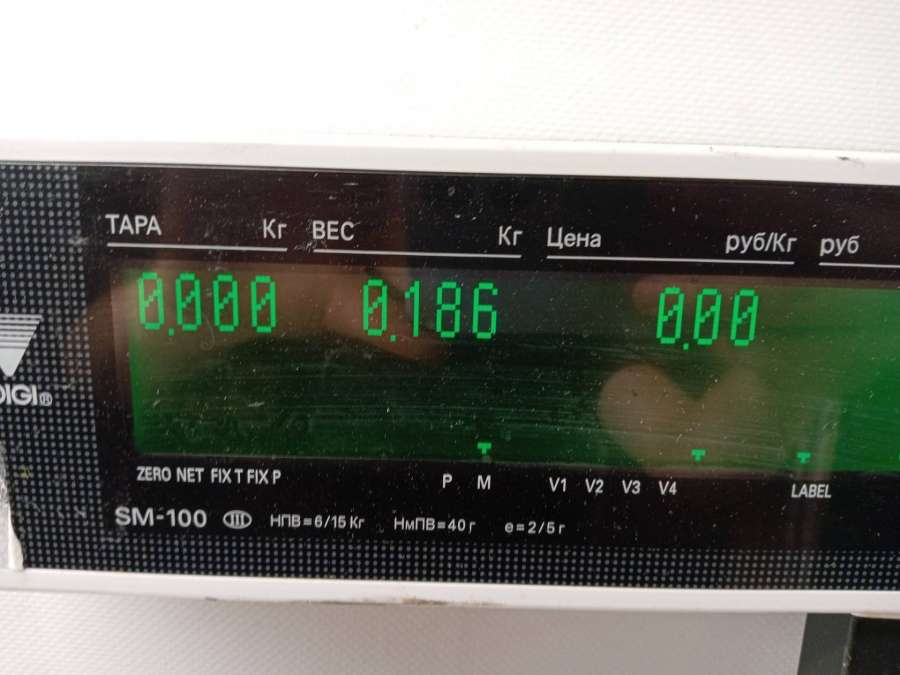 ТАРА Кг ВЕС Кг Цена руб/Кг руб
0.000 0.186 0.00
DIGI®
ZERO NET FIX T FIX P P M V1 V2 V3 V4 LABEL
SM-100 III НПВ=6/15 Кг НмПВ=40 г e=2/5 г